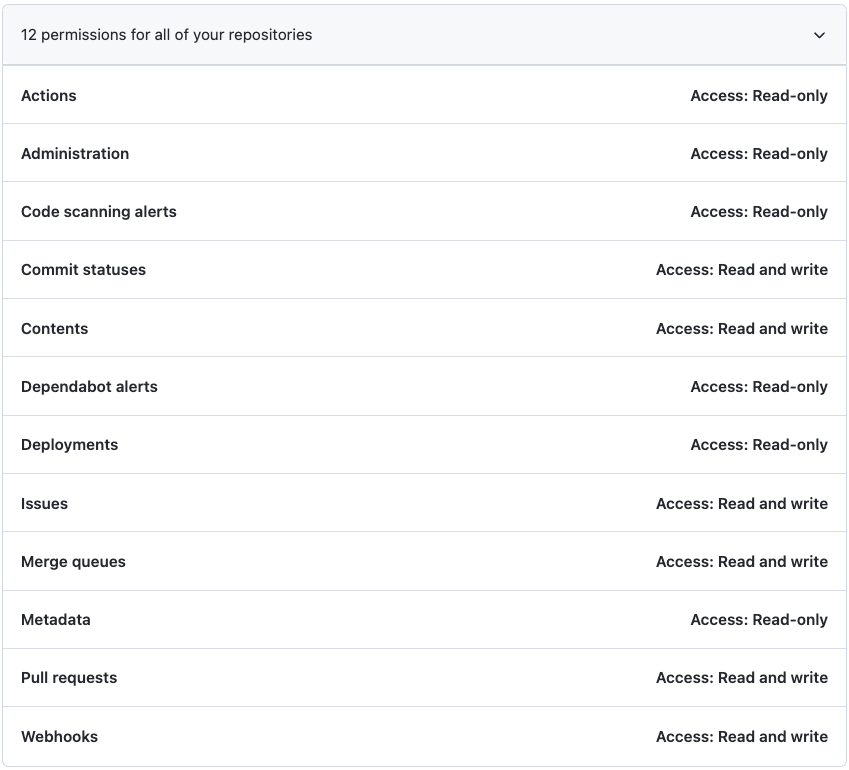 12 permissions for all of your repositories
Actions Access: Read-only
Administration Access: Read-only
Code scanning alerts Access: Read-only
Commit statuses Access: Read and write
Contents Access: Read and write
Dependabot alerts Access: Read-only
Deployments Access: Read-only
Issues Access: Read and write
Merge queues Access: Read and write
Metadata Access: Read-only
Pull requests Access: Read and write
Webhooks Access: Read and write